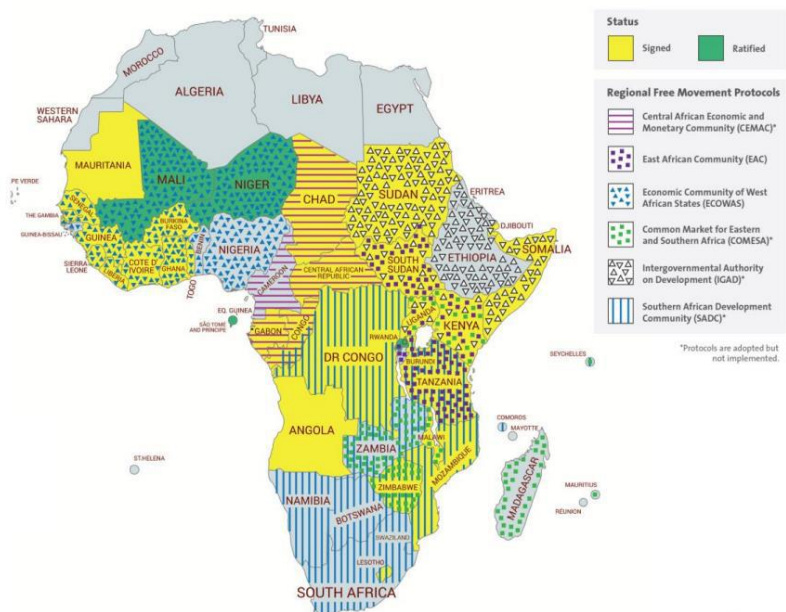 TUNISIA
MOROCCO
ALGERIA
LIBYA
EGYPT
WESTERN
SAHARA
MAURITANIA
MALI
NIGER
CHAD
SUDAN
ERITREA
PE VERDE
SENEGAL
THE GAMBIA
GUINEA-BISSAU
GUINEA
BURKINA
FASO
BENIN
NIGERIA
DJIBOUTI
SOMALIA
SIERRA
LEONE
LIBERIA
COTE D'
IVOIRE
GHANA
TOGO
CAMEROON
CENTRAL AFRICAN
REPUBLIC
SOUTH
SUDAN
ETHIOPIA
EQ. GUINEA
SÃO TOMÉ
AND PRINCIPE
GABON
CONGO
DR CONGO
UGANDA
KENYA
RWANDA
BURUNDI
TANZANIA
SEYCHELLES
ANGOLA
ZAMBIA
MALAWI
MOZAMBIQUE
COMOROS
MAYOTTE
ST.HELENA
NAMIBIA
ZIMBABWE
BOTSWANA
MADAGASCAR
MAURITIUS
REUNION
SWAZILAND
LESOTHO
SOUTH AFRICA
Status
Signed
Ratified
Regional Free Movement Protocols
Central African Economic and
Monetary Community (CEMAC)*
East African Community (EAC)
Economic Community of West
African States (ECOWAS)
Common Market for Eastern
and Southern Africa (COMESA)*
Intergovernmental Authority
on Development (IGAD)*
Southern African Development
Community (SADC)*
*Protocols are adopted but
not implemented.